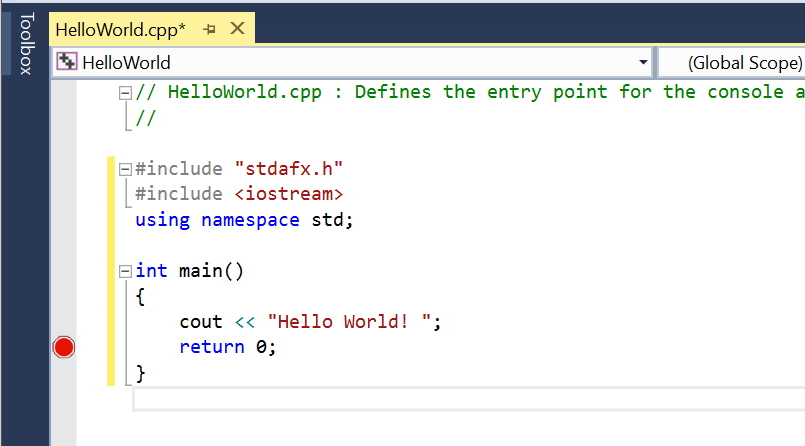 Toolbox
HelloWorld.cpp*
HelloWorld (Global Scope)
// HelloWorld.cpp : Defines the entry point for the console a
//
#include "stdafx.h"
#include <iostream>
using namespace std;
int main()
{
cout << "Hello World! ";
return 0;
}